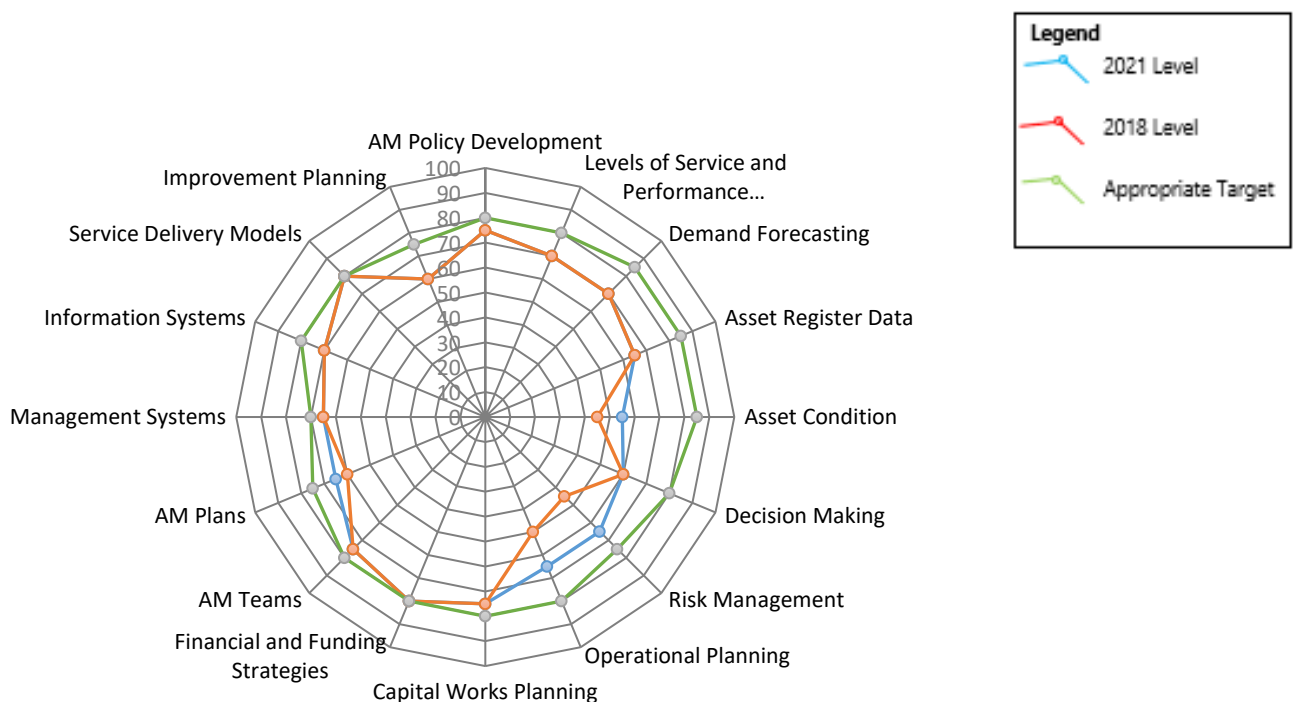 Legend
2021 Level
2018 Level
Appropriate Target
AM Policy Development
Levels of Service and
Performance...
Demand Forecasting
Asset Register Data
Asset Condition
Decision Making
Risk Management
Operational Planning
Capital Works Planning
Financial and Funding
Strategies
AM Teams
AM Plans
Management Systems
Information Systems
Service Delivery Models
Improvement Planning
100
90
80
70
60
50
40
30
20
10
0